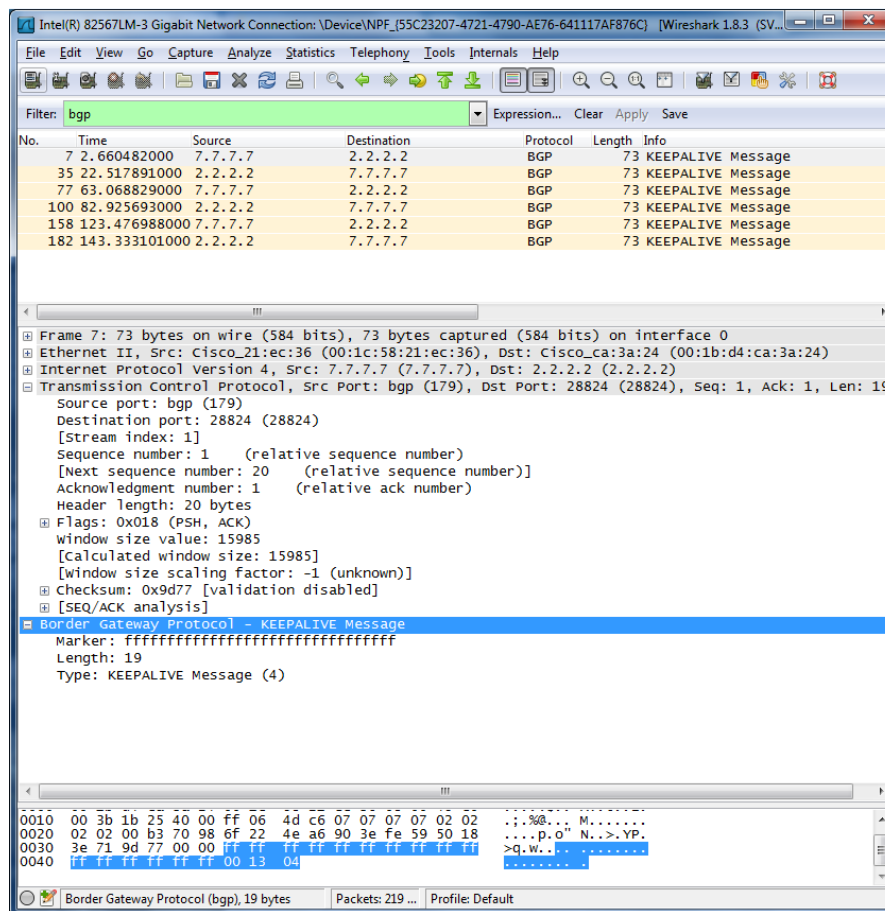 Intel(R) 82567LM-3 Gigabit Network Connection: \Device\NPF_{55C23207-4721-4790-AE76-641117AF876C} [Wireshark 1.8.3 (SV...
File Edit View Go Capture Analyze Statistics Telephony Tools Internals Help
Filter: bgp Expression... Clear Apply Save
No. Time Source Destination Protocol Length Info
7 2.660482000 7.7.7.7 2.2.2.2 BGP 73 KEEPALIVE Message
35 22.517891000 2.2.2.2 7.7.7.7 BGP 73 KEEPALIVE Message
77 63.068829000 7.7.7.7 2.2.2.2 BGP 73 KEEPALIVE Message
100 82.925693000 2.2.2.2 7.7.7.7 BGP 73 KEEPALIVE Message
158 123.476988000 7.7.7.7 2.2.2.2 BGP 73 KEEPALIVE Message
182 143.333101000 2.2.2.2 7.7.7.7 BGP 73 KEEPALIVE Message
Frame 7: 73 bytes on wire (584 bits), 73 bytes captured (584 bits) on interface 0
Ethernet II, Src: Cisco_21:ec:36 (00:1c:58:21:ec:36), Dst: Cisco_ca:3a:24 (00:1b:d4:ca:3a:24)
Internet Protocol Version 4, Src: 7.7.7.7 (7.7.7.7), Dst: 2.2.2.2 (2.2.2.2)
Transmission Control Protocol, Src Port: bgp (179), Dst Port: 28824 (28824), Seq: 1, Ack: 1, Len: 19
Source port: bgp (179)
Destination port: 28824 (28824)
[Stream index: 1]
Sequence number: 1 (relative sequence number)
[Next sequence number: 20 (relative sequence number)]
Acknowledgment number: 1 (relative ack number)
Header length: 20 bytes
Flags: 0x018 (PSH, ACK)
Window size value: 15985
[Calculated window size: 15985]
[Window size scaling factor: -1 (unknown)]
Checksum: 0x9d77 [validation disabled]
[SEQ/ACK analysis]
Border Gateway Protocol - KEEPALIVE Message
Marker: ffffffffffffffffffffffffffffffff
Length: 19
Type: KEEPALIVE Message (4)
0010 00 3b 1b 25 40 00 ff 06 4d c6 07 07 07 07 02 02 .;.%@... M.......
0020 02 02 00 b3 70 98 6f 22 4e a6 90 3e fe 59 50 18 ....p.o" N..>.YP.
0030 3e 71 9d 77 00 00 ff ff ff ff ff ff ff ff ff ff >q.w.... ........
0040 ff ff ff ff ff ff 00 13 04 ........ .
Border Gateway Protocol (bgp), 19 bytes Packets: 219 ... Profile: Default